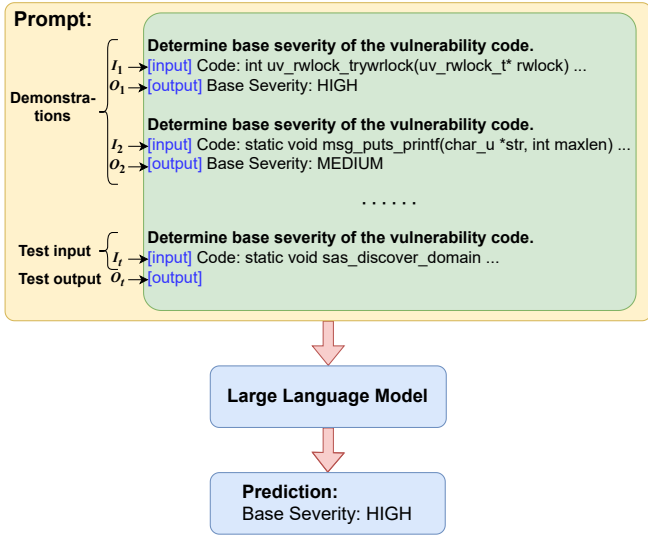 Prompt:
Determine base severity of the vulnerability code.
I1 [input] Code: int uv_rwlock_trywrlock(uv_rwlock_t* rwlock) ...
O1 [output] Base Severity: HIGH
Demonstra-
tions
Determine base severity of the vulnerability code.
I2 [input] Code: static void msg_puts_printf(char_u *str, int maxlen) ...
O2 [output] Base Severity: MEDIUM
. . . . . .
Determine base severity of the vulnerability code.
Test input It [input] Code: static void sas_discover_domain ...
Test output Ot [output]
Large Language Model
Prediction:
Base Severity: HIGH